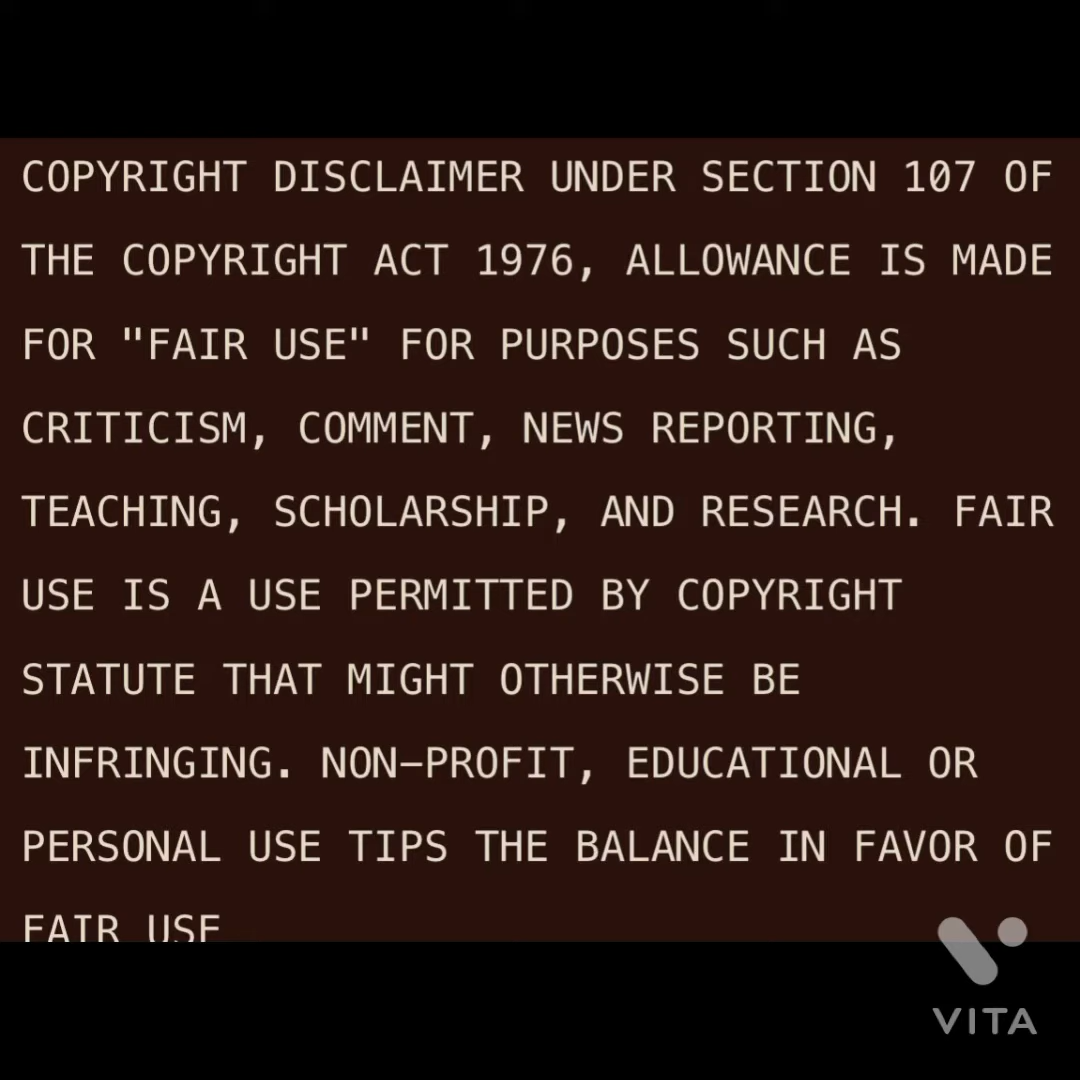 COPYRIGHT DISCLAIMER UNDER SECTION 107 OF
THE COPYRIGHT ACT 1976, ALLOWANCE IS MADE
FOR "FAIR USE" FOR PURPOSES SUCH AS
CRITICISM, COMMENT, NEWS REPORTING,
TEACHING, SCHOLARSHIP, AND RESEARCH. FAIR
USE IS A USE PERMITTED BY COPYRIGHT
STATUTE THAT MIGHT OTHERWISE BE
INFRINGING. NON–PROFIT, EDUCATIONAL OR
PERSONAL USE TIPS THE BALANCE IN FAVOR OF
FAIR USE
VITA